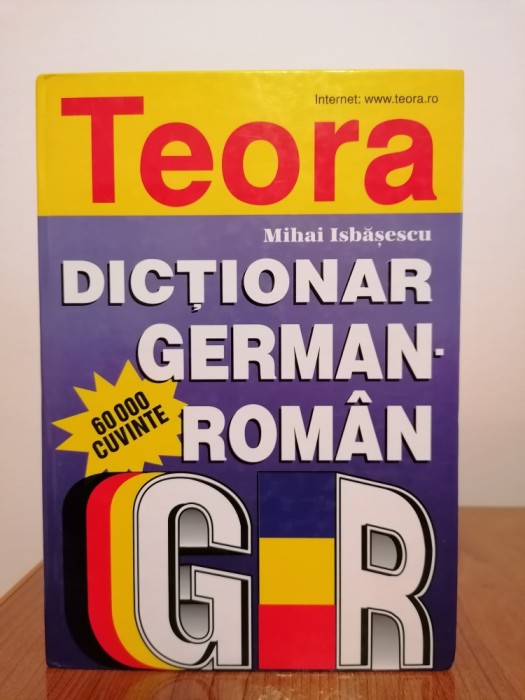 Internet: www.teora.ro
Teora
Mihai Isbășescu
DICȚIONAR
GERMAN-
ROMÂN
60 000
CUVINTE
G R